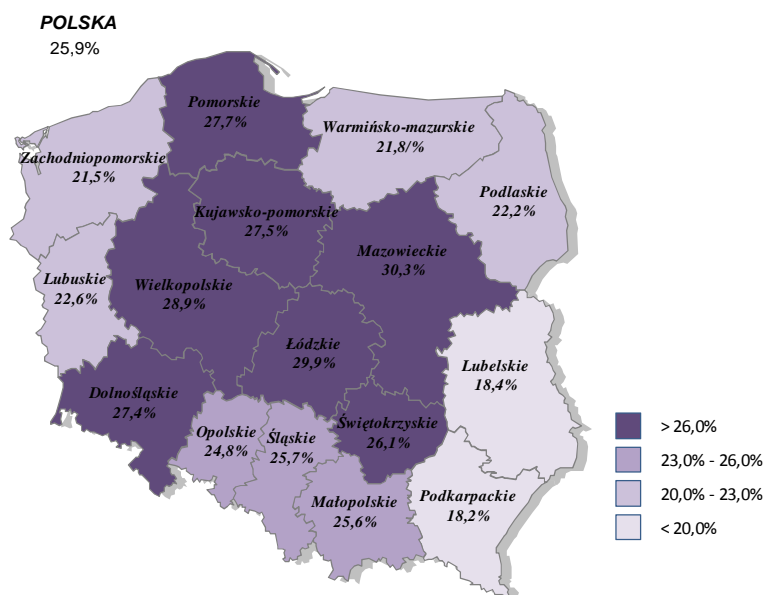 POLSKA
25,9%
Pomorskie
27,7%
Warmińsko-mazurskie
21,8/%
Zachodniopomorskie
21,5%
Podlaskie
22,2%
Kujawsko-pomorskie
27,5%
Mazowieckie
30,3%
Lubuskie
22,6%
Wielkopolskie
28,9%
Łódzkie
29,9%
Lubelskie
18,4%
Dolnośląskie
27,4%
Opolskie
24,8%
Śląskie
25,7%
Świętokrzyskie
26,1%
Małopolskie
25,6%
Podkarpackie
18,2%
> 26,0%
23,0% - 26,0%
20,0% - 23,0%
< 20,0%